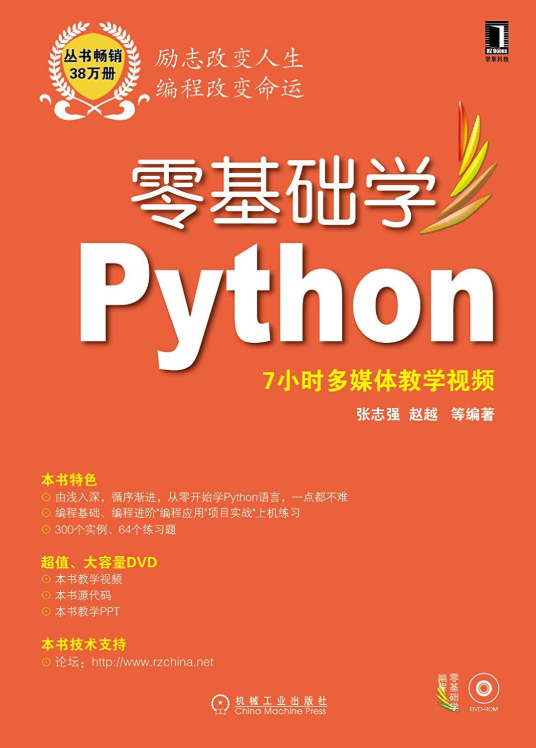 丛书畅销
38万册
励志改变人生
编程改变命运
华章科技
零基础学
Python
7小时多媒体教学视频
张志强 赵越 等编著
本书特色
由浅入深，循序渐进，从零开始学Python语言，一点都不难
编程基础、编程进阶“编程应用”项目实战”上机练习
300个实例、64个练习题
超值、大容量DVD
本书教学视频
本书源代码
本书教学PPT
本书技术支持
论坛：http://www.rzchina.net
零基础学
编程
DVD-ROM
机械工业出版社
China Machine Press